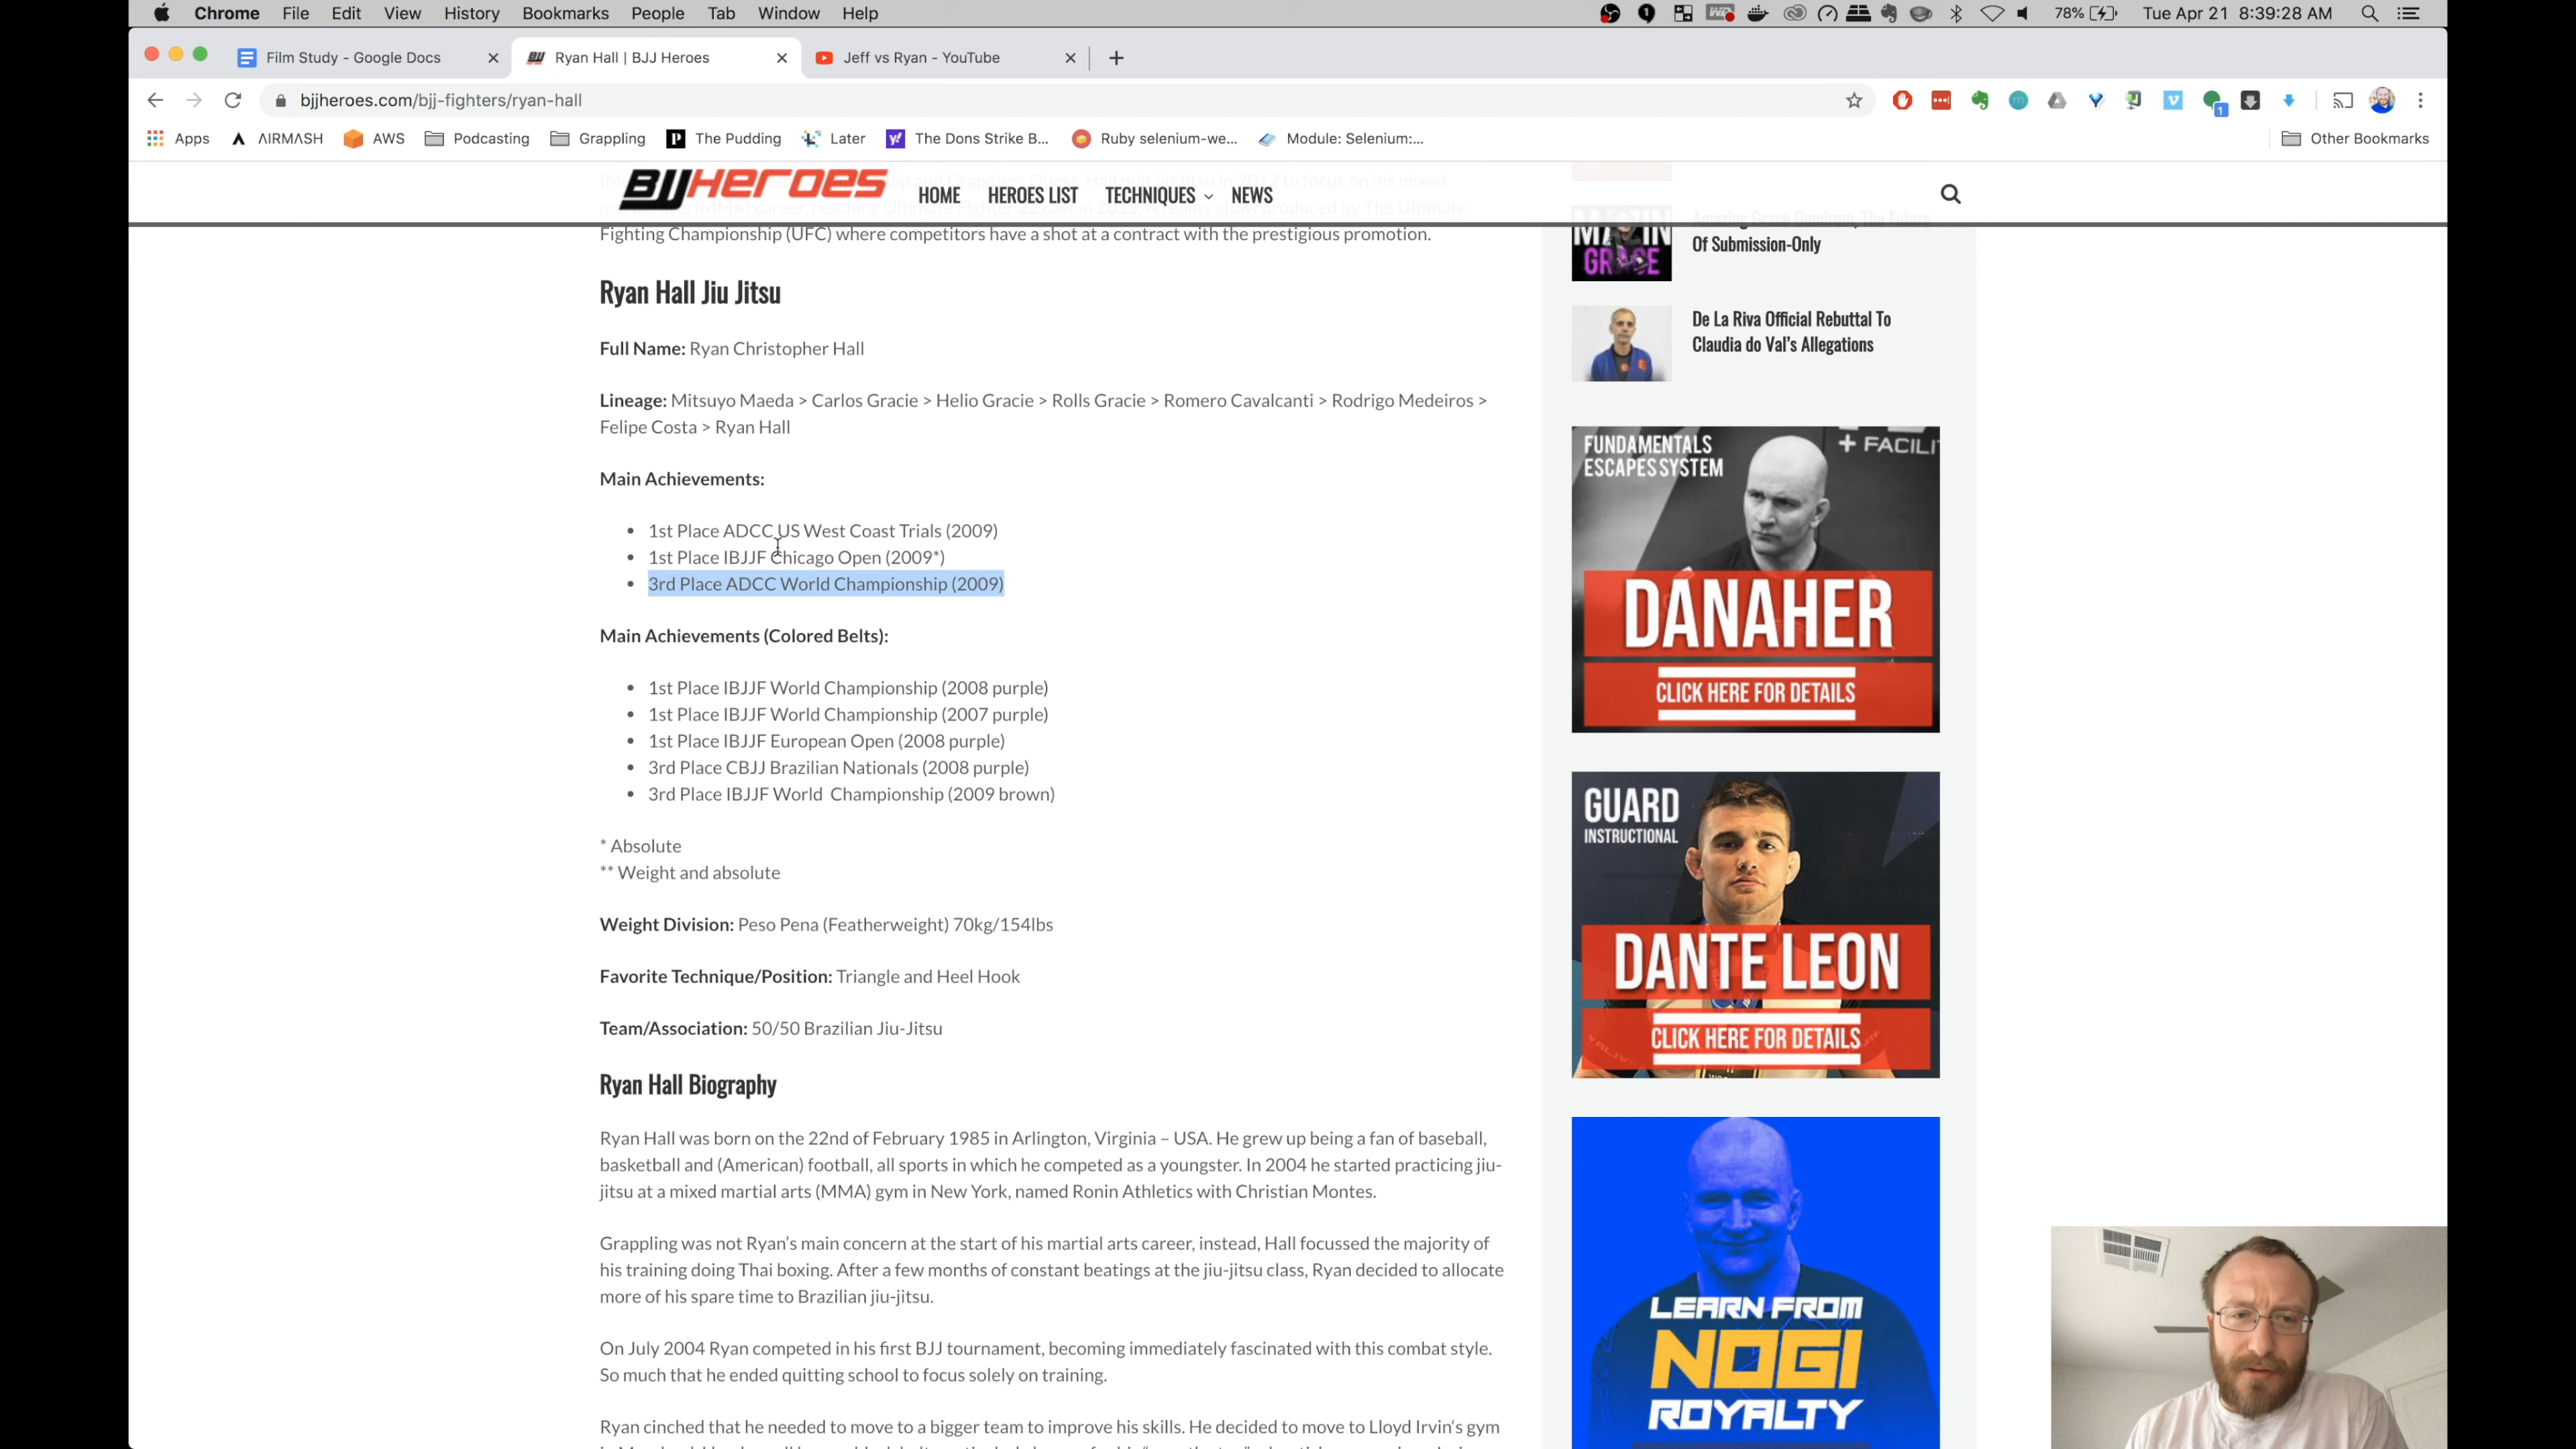 Chrome File Edit View History Bookmarks People Tab Window Help
78% Tue Apr 21 8:39:28 AM
Film Study - Google Docs
Ryan Hall | BJJ Heroes
Jeff vs Ryan - YouTube
bjjheroes.com/bjj-fighters/ryan-hall
Apps
ΛIRMΛSH
AWS
Podcasting
Grappling
The Pudding
Later
The Dons Strike B...
Ruby selenium-we...
Module: Selenium:...
Other Bookmarks
BJJHEROES
HOME HEROES LIST TECHNIQUES NEWS
Fighting Championship (UFC) where competitors have a shot at a contract with the prestigious promotion.
Ryan Hall Jiu Jitsu
Full Name: Ryan Christopher Hall
Lineage: Mitsuyo Maeda > Carlos Gracie > Helio Gracie > Rolls Gracie > Romero Cavalcanti > Rodrigo Medeiros >
Felipe Costa > Ryan Hall
Main Achievements:
• 1st Place ADCC US West Coast Trials (2009)
• 1st Place IBJJF Chicago Open (2009*)
• 3rd Place ADCC World Championship (2009)
Main Achievements (Colored Belts):
• 1st Place IBJJF World Championship (2008 purple)
• 1st Place IBJJF World Championship (2007 purple)
• 1st Place IBJJF European Open (2008 purple)
• 3rd Place CBJJ Brazilian Nationals (2008 purple)
• 3rd Place IBJJF World Championship (2009 brown)
* Absolute
** Weight and absolute
Weight Division: Peso Pena (Featherweight) 70kg/154lbs
Favorite Technique/Position: Triangle and Heel Hook
Team/Association: 50/50 Brazilian Jiu-Jitsu
Ryan Hall Biography
Ryan Hall was born on the 22nd of February 1985 in Arlington, Virginia – USA. He grew up being a fan of baseball,
basketball and (American) football, all sports in which he competed as a youngster. In 2004 he started practicing jiu-
jitsu at a mixed martial arts (MMA) gym in New York, named Ronin Athletics with Christian Montes.
Grappling was not Ryan's main concern at the start of his martial arts career, instead, Hall focussed the majority of
his training doing Thai boxing. After a few months of constant beatings at the jiu-jitsu class, Ryan decided to allocate
more of his spare time to Brazilian jiu-jitsu.
On July 2004 Ryan competed in his first BJJ tournament, becoming immediately fascinated with this combat style.
So much that he ended quitting school to focus solely on training.
Ryan cinched that he needed to move to a bigger team to improve his skills. He decided to move to Lloyd Irvin's gym
Amazing Grace Gundrum, The Future
Of Submission-Only
De La Riva Official Rebuttal To
Claudia do Val's Allegations
FUNDAMENTALS
ESCAPES SYSTEM
+ FACILI
DANAHER
CLICK HERE FOR DETAILS
GUARD
INSTRUCTIONAL
DANTE LEON
CLICK HERE FOR DETAILS
LEARN FROM
NOGI
ROYALTY